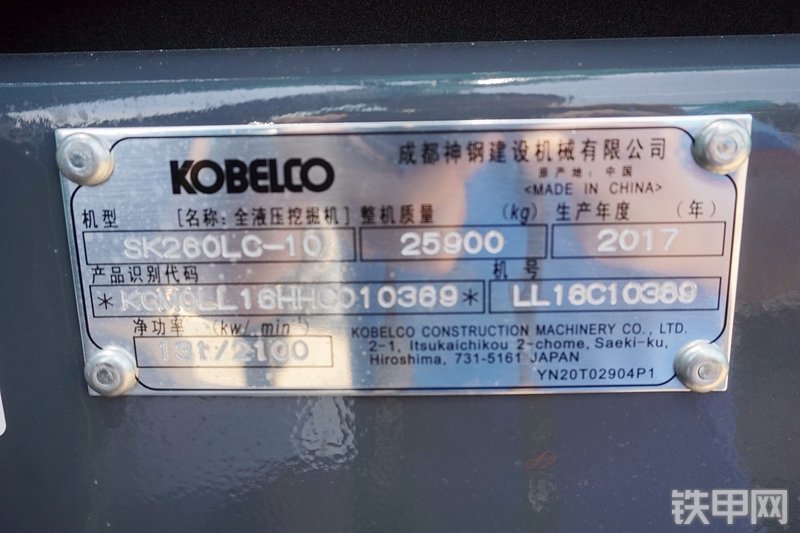 KOBELCO
成都神钢建设机械有限公司
原产地:中国
<MADE IN CHINA>
机型 [名称:全液压挖掘机] 整机质量 (kg) 生产年度 (年)
SK260LC-10 25900 2017
产品识别代码 机号
LL16C10369
净功率 (kw/min⁻¹)
131/2100
KOBELCO CONSTRUCTION MACHINERY CO., LTD.
2-1, Itsukaichikou 2-chome, Saeki-ku,
Hiroshima, 731-5161 JAPAN
YN20T02904P1
铁甲网